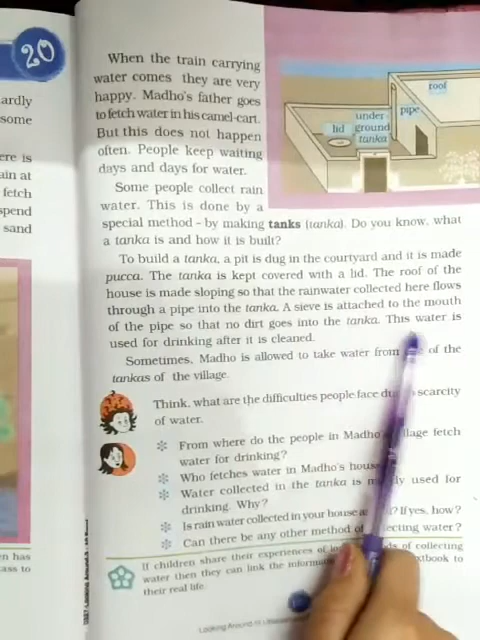 20
ardly
some
ere is
ain at
fetch
spend
sand
en has
ass to
When the train carrying
water comes they are very
happy. Madho's father goes
to fetch water in his camel-cart.
But this does not happen
often. People keep waiting
days and days for water.
roof
pipe
under
lid ground
tanka
Some people collect rain
water. This is done by a
special method - by making tanks (tanka). Do you know, what
a tanka is and how it is built?
To build a tanka, a pit is dug in the courtyard and it is made
pucca. The tanka is kept covered with a lid. The roof of the
house is made sloping so that the rainwater collected here flows
through a pipe into the tanka. A sieve is attached to the mouth
of the pipe so that no dirt goes into the tanka. This water is
used for drinking after it is cleaned.
Sometimes, Madho is allowed to take water from of the
tankas of the village.
Think, what are the difficulties people face scarcity
of water.
From where do the people in Madho's fetch
water for drinking?
Who fetches water in Madho's
Water collected in the tanka is used for
drinking. Why?
Is rain water collected in your house ? If yes, how?
Can there be any other method of water?
If children share their experiences of of collecting
water then they can link the to
their real life.
Looking Around